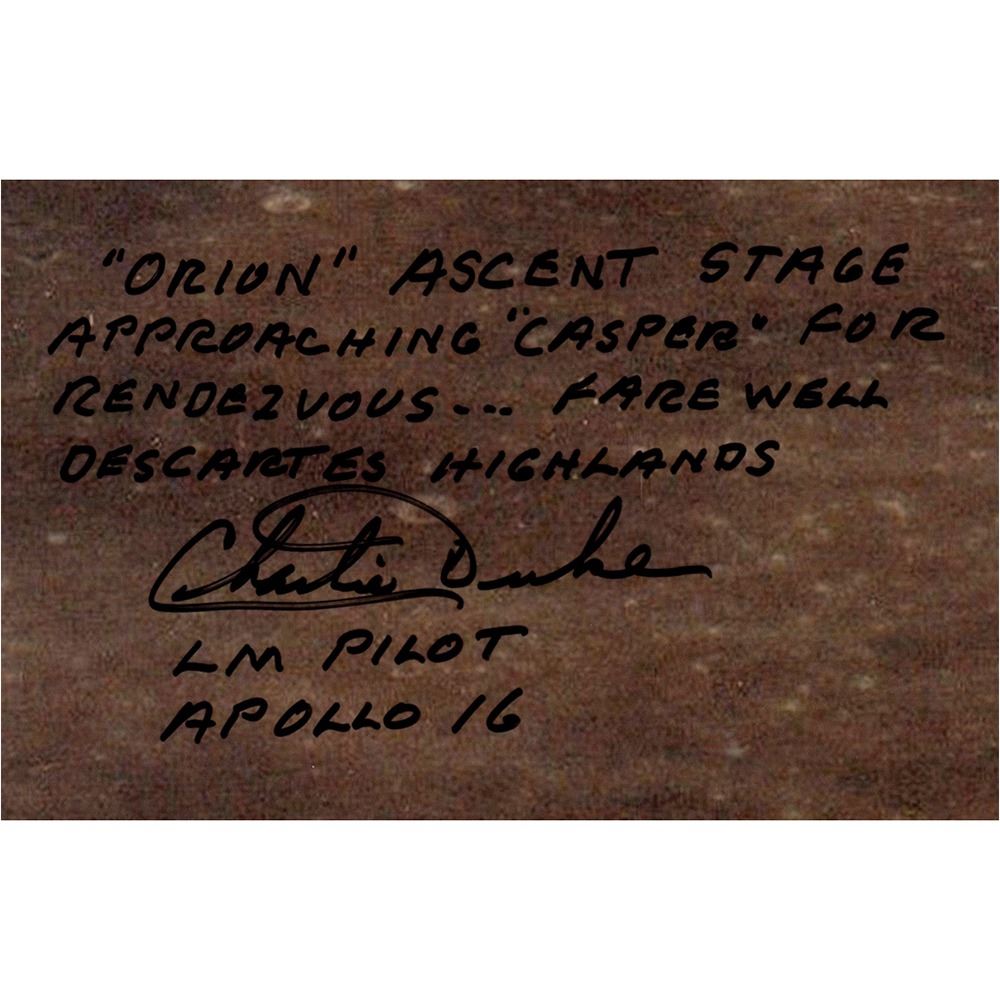 "ORION" ASCENT STAGE
APPROACHING "CASPER" FOR
RENDEZVOUS... FAREWELL
DESCARTES HIGHLANDS
Charlie Duke
LM PILOT
APOLLO 16